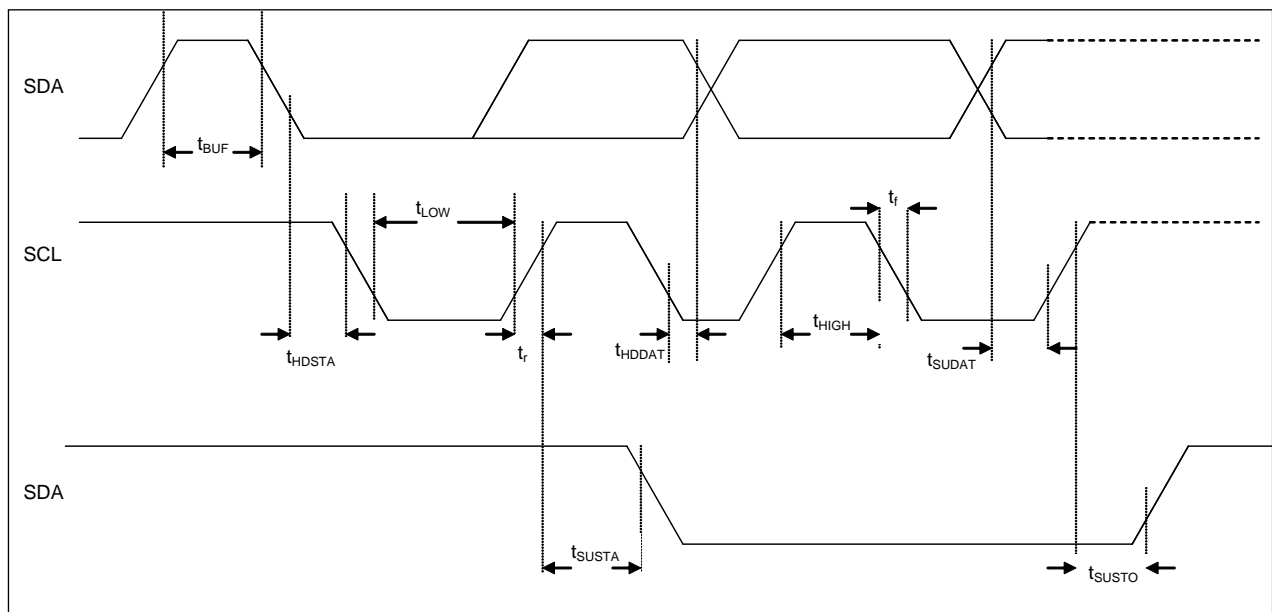 SDA
tBUF
tLOW
tf
SCL
tHDSTA
tr
tHDDAT
tHIGH
tSUDAT
SDA
tSUSTA
tSUSTO